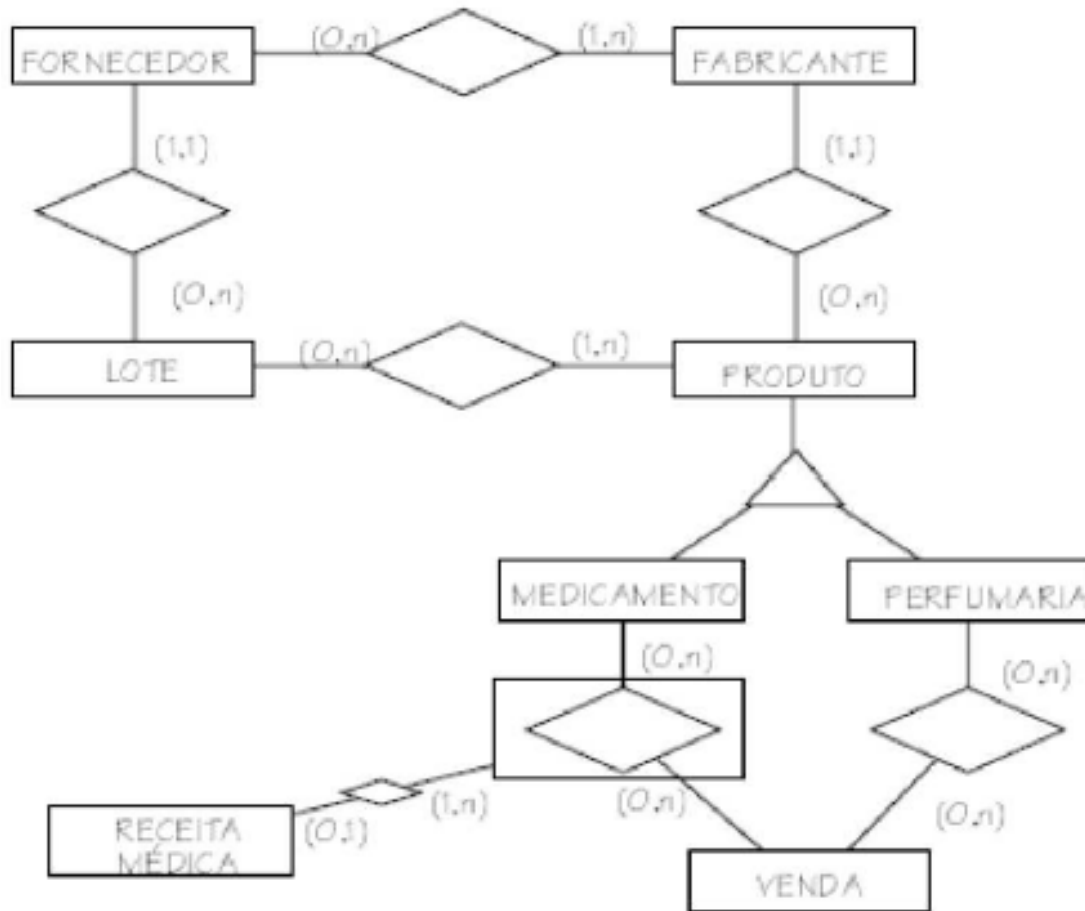 FORNECEDOR
(0,n)
(1,n)
FABRICANTE
(1,1)
(1,1)
(0,n)
(0,n)
LOTE
(0,n)
(1,n)
PRODUTO
MEDICAMENTO
PERFUMARIA
(0,n)
(0,n)
(1,n)
(0,n)
(0,n)
(0,1)
RECEITA
MÉDICA
VENDA